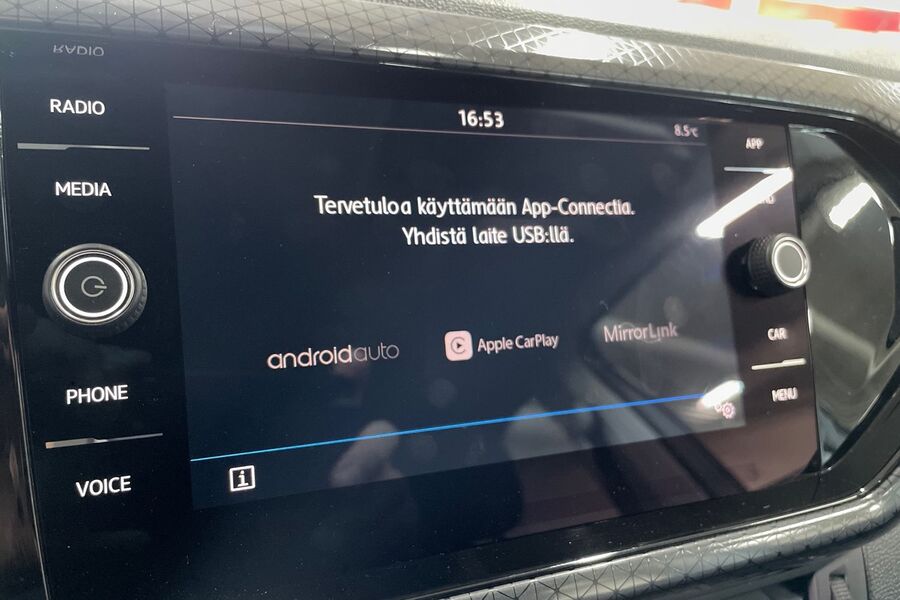 RADIO
MEDIA
PHONE
VOICE
16:53
8.5°C
Tervetuloa käyttämään App-Connectia.
Yhdistä laite USB:llä.
androidauto
Apple CarPlay
MirrorLink
i
APP
CAR
MENU